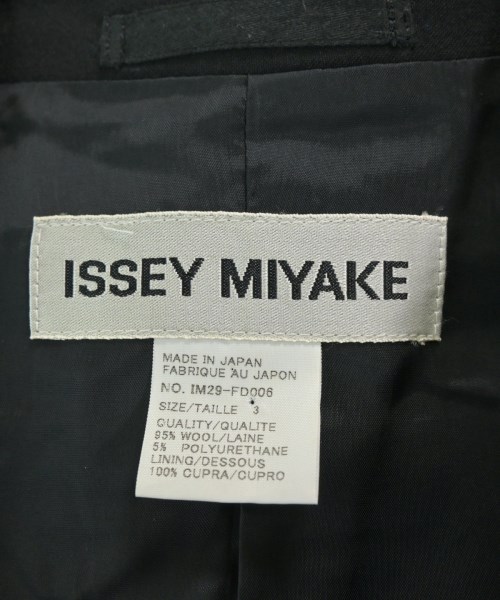 ISSEY MIYAKE
MADE IN JAPAN
FABRIQUE AU JAPON
NO. IM29-FD006
SIZE/TAILLE 3
QUALITY/QUALITE
95% WOOL/LAINE
5% POLYURETHANE
LINING/DESSOUS
100% CUPRA/CUPRO